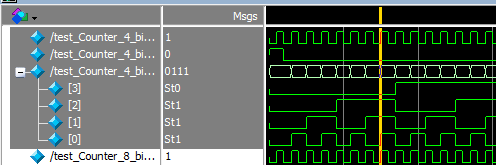 Msgs
/test_Counter_4_bi... 1
/test_Counter_4_bi... 0
/test_Counter_4_bi... 0111
[3] St0
[2] St1
[1] St1
[0] St1
/test_Counter_8_bi... 1